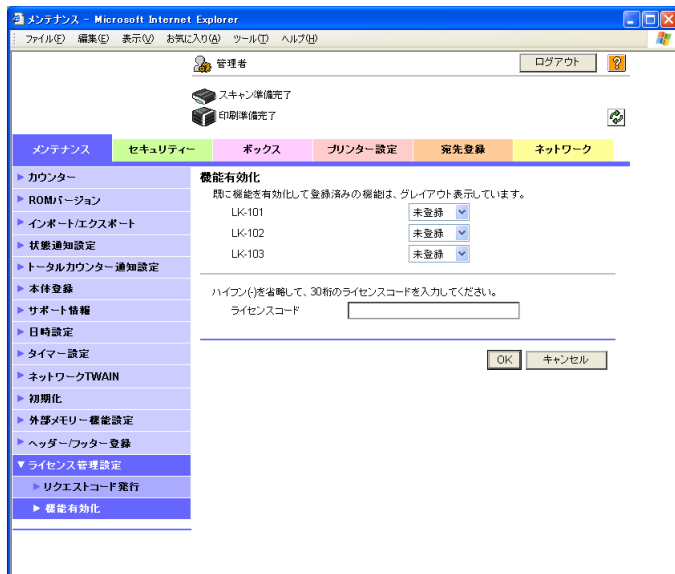 メンテナンス - Microsoft Internet Explorer
ファイル(F) 編集(E) 表示(V) お気に入り(A) ツール(T) ヘルプ(H)
管理者
ログアウト
?
スキャン準備完了
印刷準備完了
メンテナンス セキュリティー ボックス プリンター設定 宛先登録 ネットワーク
カウンター
ROMバージョン
インポート/エクスポート
状態通知設定
トータルカウンター通知設定
本体登録
サポート情報
日時設定
タイマー設定
ネットワークTWAIN
初期化
外部メモリー機能設定
ヘッダー/フッター登録
ライセンス管理設定
リクエストコード発行
機能有効化
機能有効化
既に機能を有効化して登録済みの機能は、グレイアウト表示しています。
LK-101 未登録
LK-102 未登録
LK-103 未登録
ハイフン(-)を省略して、30桁のライセンスコードを入力してください。
ライセンスコード
OK キャンセル